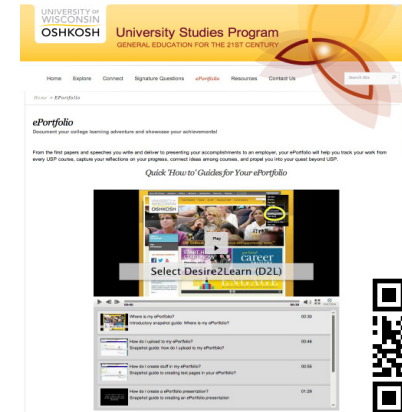 UNIVERSITY OF
WISCONSIN
OSHKOSH
University Studies Program
GENERAL EDUCATION FOR THE 21ST CENTURY
Home Explore Connect Signature Questions ePortfolio Resources Contact Us
Home > EPortfolio
ePortfolio
Document your college learning adventure and showcase your achievements!
From the first papers and speeches you write and deliver to presenting your accomplishments to an employer, your ePortfolio will help you track your work from
every USP course, capture your reflections on your progress, connect ideas among courses, and propel you into your quest beyond USP.
Quick 'How to' Guides for Your ePortfolio
Play
career
ENGAGE
Select Desire2Learn (D2L)
Where is my ePortfolio? 00:39
Introductory snapshot guide: Where is my ePortfolio?
How do I upload to my ePortfolio?
Snapshot guide: how do I upload to my ePortfolio?
How do I create stuff in my ePortfolio?
Snapshot guide to creating text pages in your ePortfolio?
How do I create a ePortfolio presentation? 01:29
Snapshot guide to creating an ePortfolio presentation